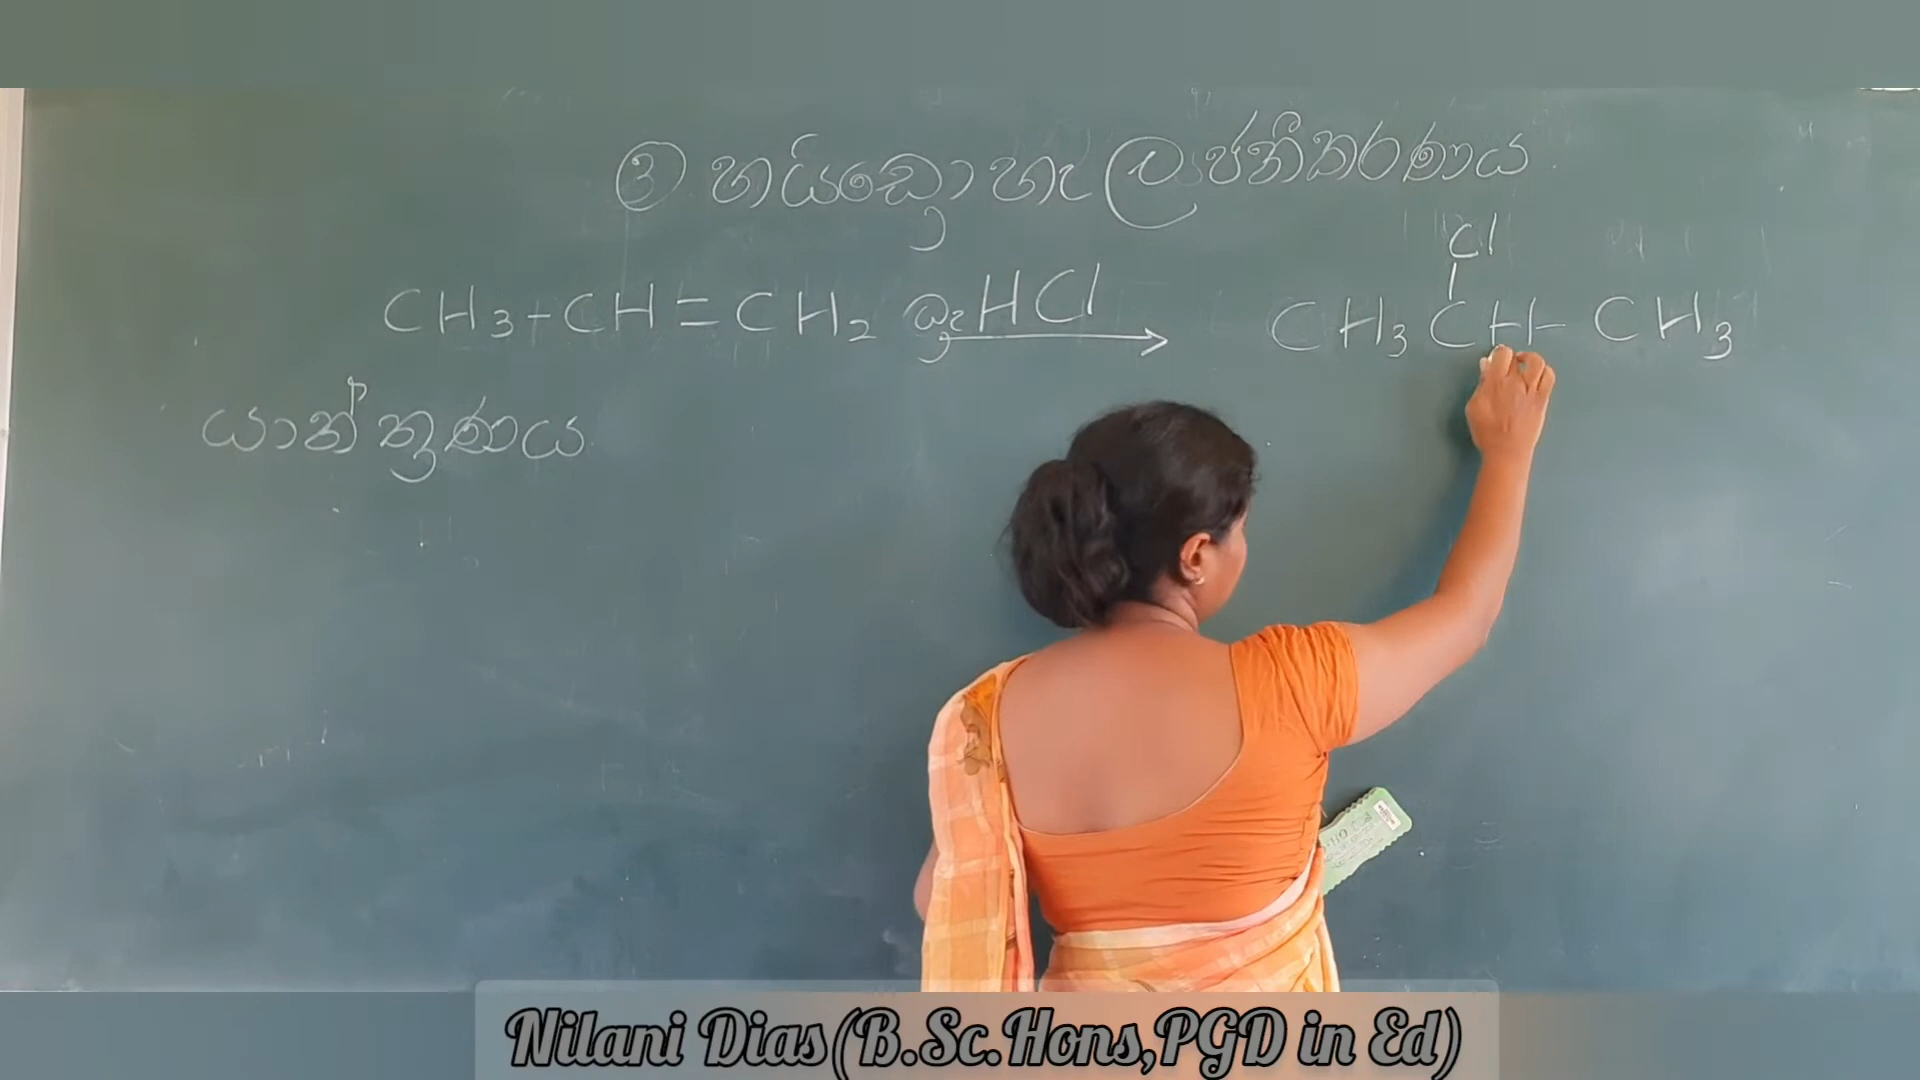 ③ හයිඩ්‍රොහැලජනීකරණය
Cl
CH₃-CH=CH₂ ශුෂ්ක HCl → CH₃ CH-CH₃
යාන්ත්‍රණය
Nilani Dias(B.Sc.Hons,PGD in Ed)